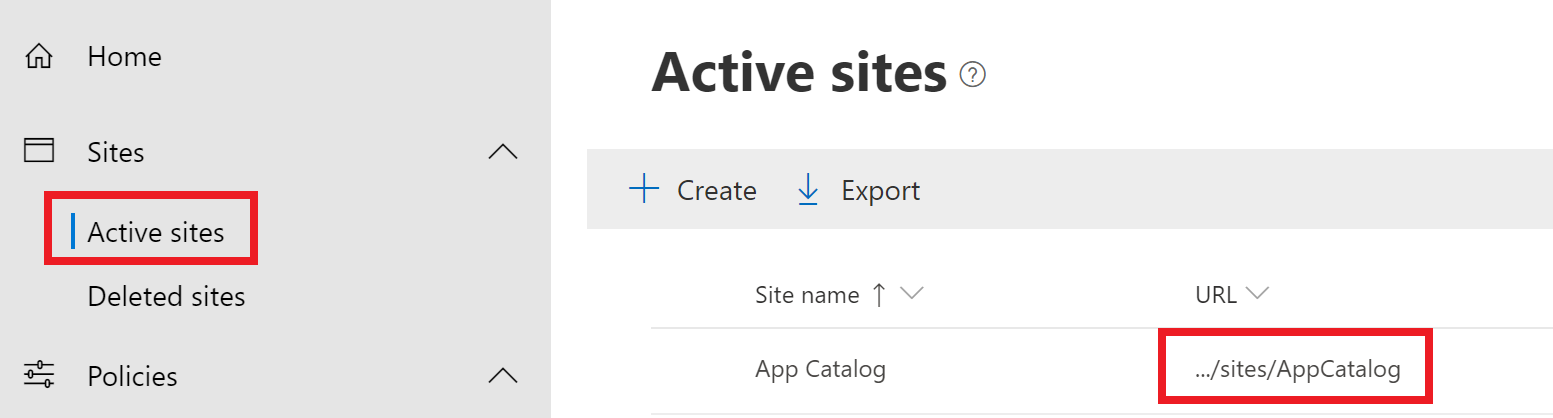 Home
Sites
Active sites
Deleted sites
Policies
Active sites ?
Create Export
Site name ↑ URL
App Catalog .../sites/AppCatalog